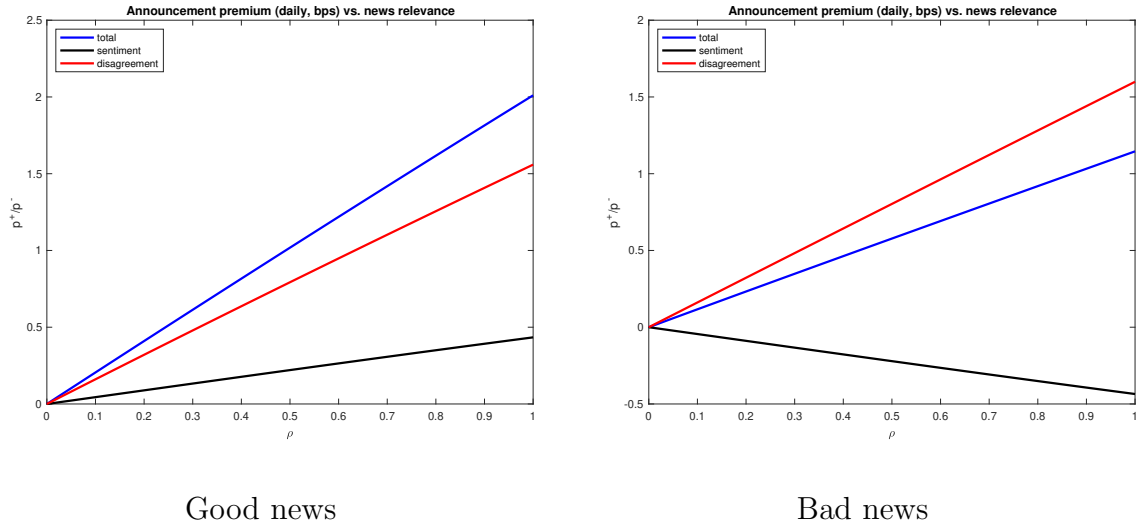 Announcement premium (daily, bps) vs. news relevance
2.5
2
1.5
1
0.5
0
p⁺/p⁻
total
sentiment
disagreement
0 0.1 0.2 0.3 0.4 0.5 0.6 0.7 0.8 0.9 1
ρ
Good news
Announcement premium (daily, bps) vs. news relevance
2
1.5
1
0.5
0
-0.5
p⁺/p⁻
total
sentiment
disagreement
0 0.1 0.2 0.3 0.4 0.5 0.6 0.7 0.8 0.9 1
ρ
Bad news